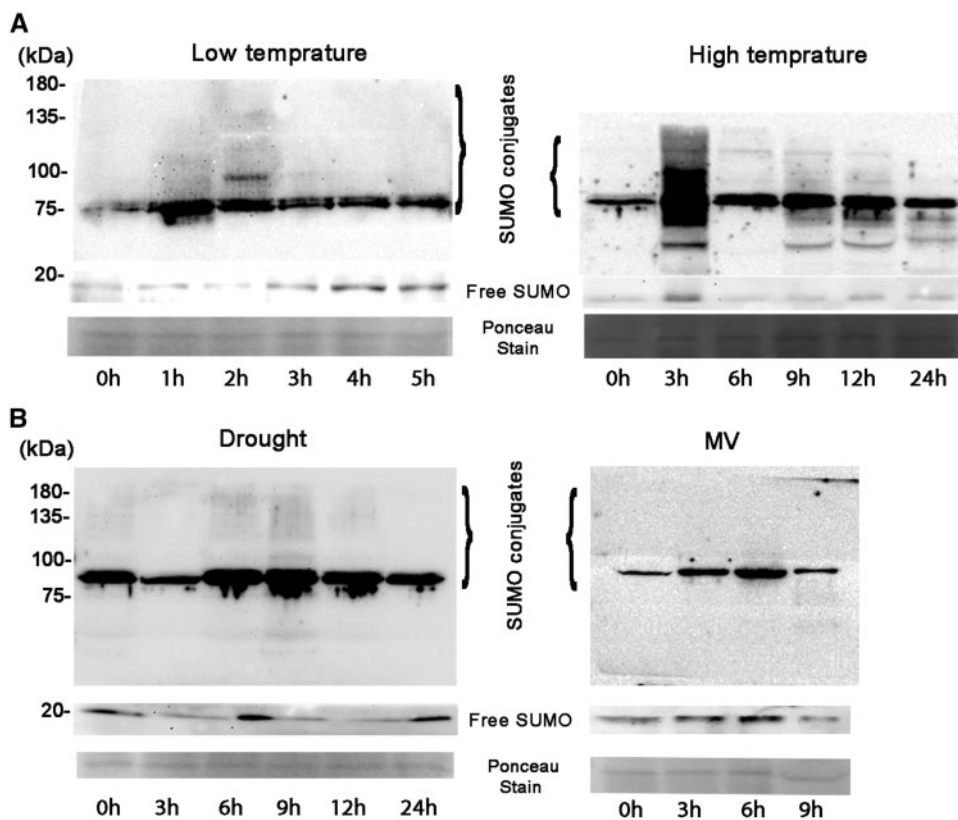 A
(kDa)
Low temprature
High temprature
180-
135-
100-
75-
20-
SUMO conjugates
Free SUMO
Ponceau
Stain
0h 1h 2h 3h 4h 5h
0h 3h 6h 9h 12h 24h
B
(kDa)
Drought
MV
180-
135-
100-
75-
20-
SUMO conjugates
Free SUMO
Ponceau
Stain
0h 3h 6h 9h 12h 24h
0h 3h 6h 9h